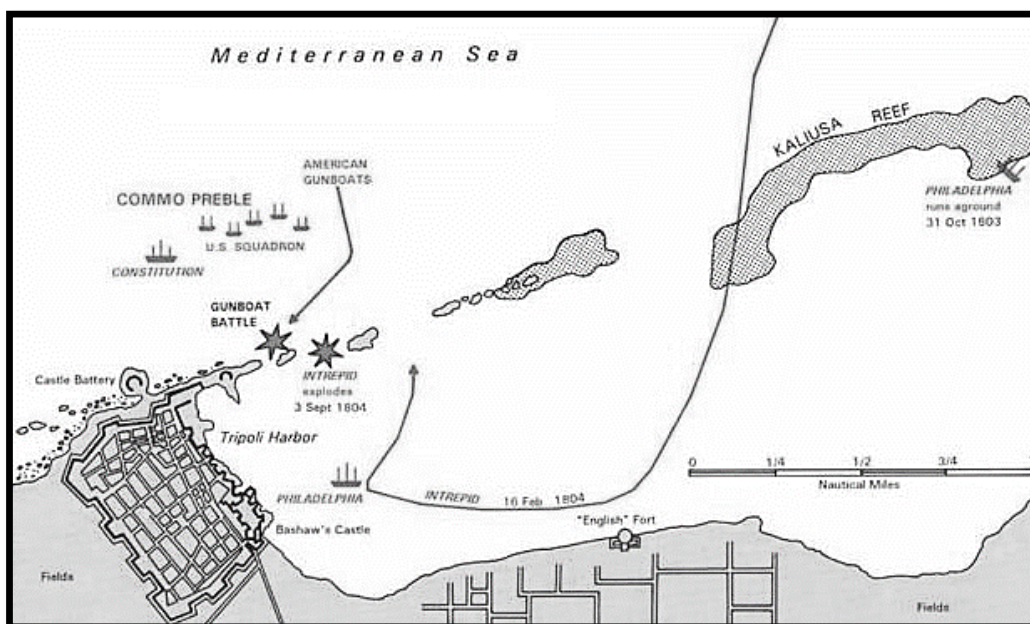 Mediterranean Sea
KALIUSA REEF
AMERICAN
GUNBOATS
COMMO PREBLE
U.S. SQUADRON
CONSTITUTION
PHILADELPHIA
runs aground
31 Oct 1803
GUNBOAT
BATTLE
Castle Battery
INTREPID
explodes
3 Sept 1804
Tripoli Harbor
0 1/4 1/2 3/4
Nautical Miles
PHILADELPHIA
INTREPID 16 Feb 1804
Bashaw's Castle
"English" Fort
Fields
Fields